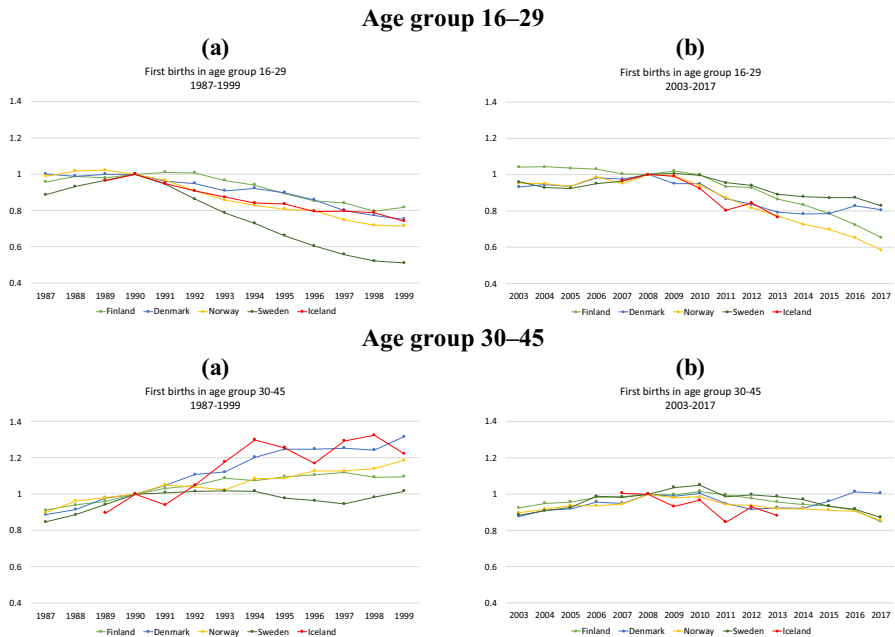 Age group 16–29
(a)
First births in age group 16-29
1987-1999
1.4
1.2
1
0.8
0.6
0.4
1987 1988 1989 1990 1991 1992 1993 1994 1995 1996 1997 1998 1999
Finland Denmark Norway Sweden Iceland
(b)
First births in age group 16-29
2003-2017
1.4
1.2
1
0.8
0.6
0.4
2003 2004 2005 2006 2007 2008 2009 2010 2011 2012 2013 2014 2015 2016 2017
Finland Denmark Norway Sweden Iceland
Age group 30–45
(a)
First births in age group 30-45
1987-1999
1.4
1.2
1
0.8
0.6
0.4
1987 1988 1989 1990 1991 1992 1993 1994 1995 1996 1997 1998 1999
Finland Denmark Norway Sweden Iceland
(b)
First births in age group 30-45
2003-2017
1.4
1.2
1
0.8
0.6
0.4
2003 2004 2005 2006 2007 2008 2009 2010 2011 2012 2013 2014 2015 2016 2017
Finland Denmark Norway Sweden Iceland